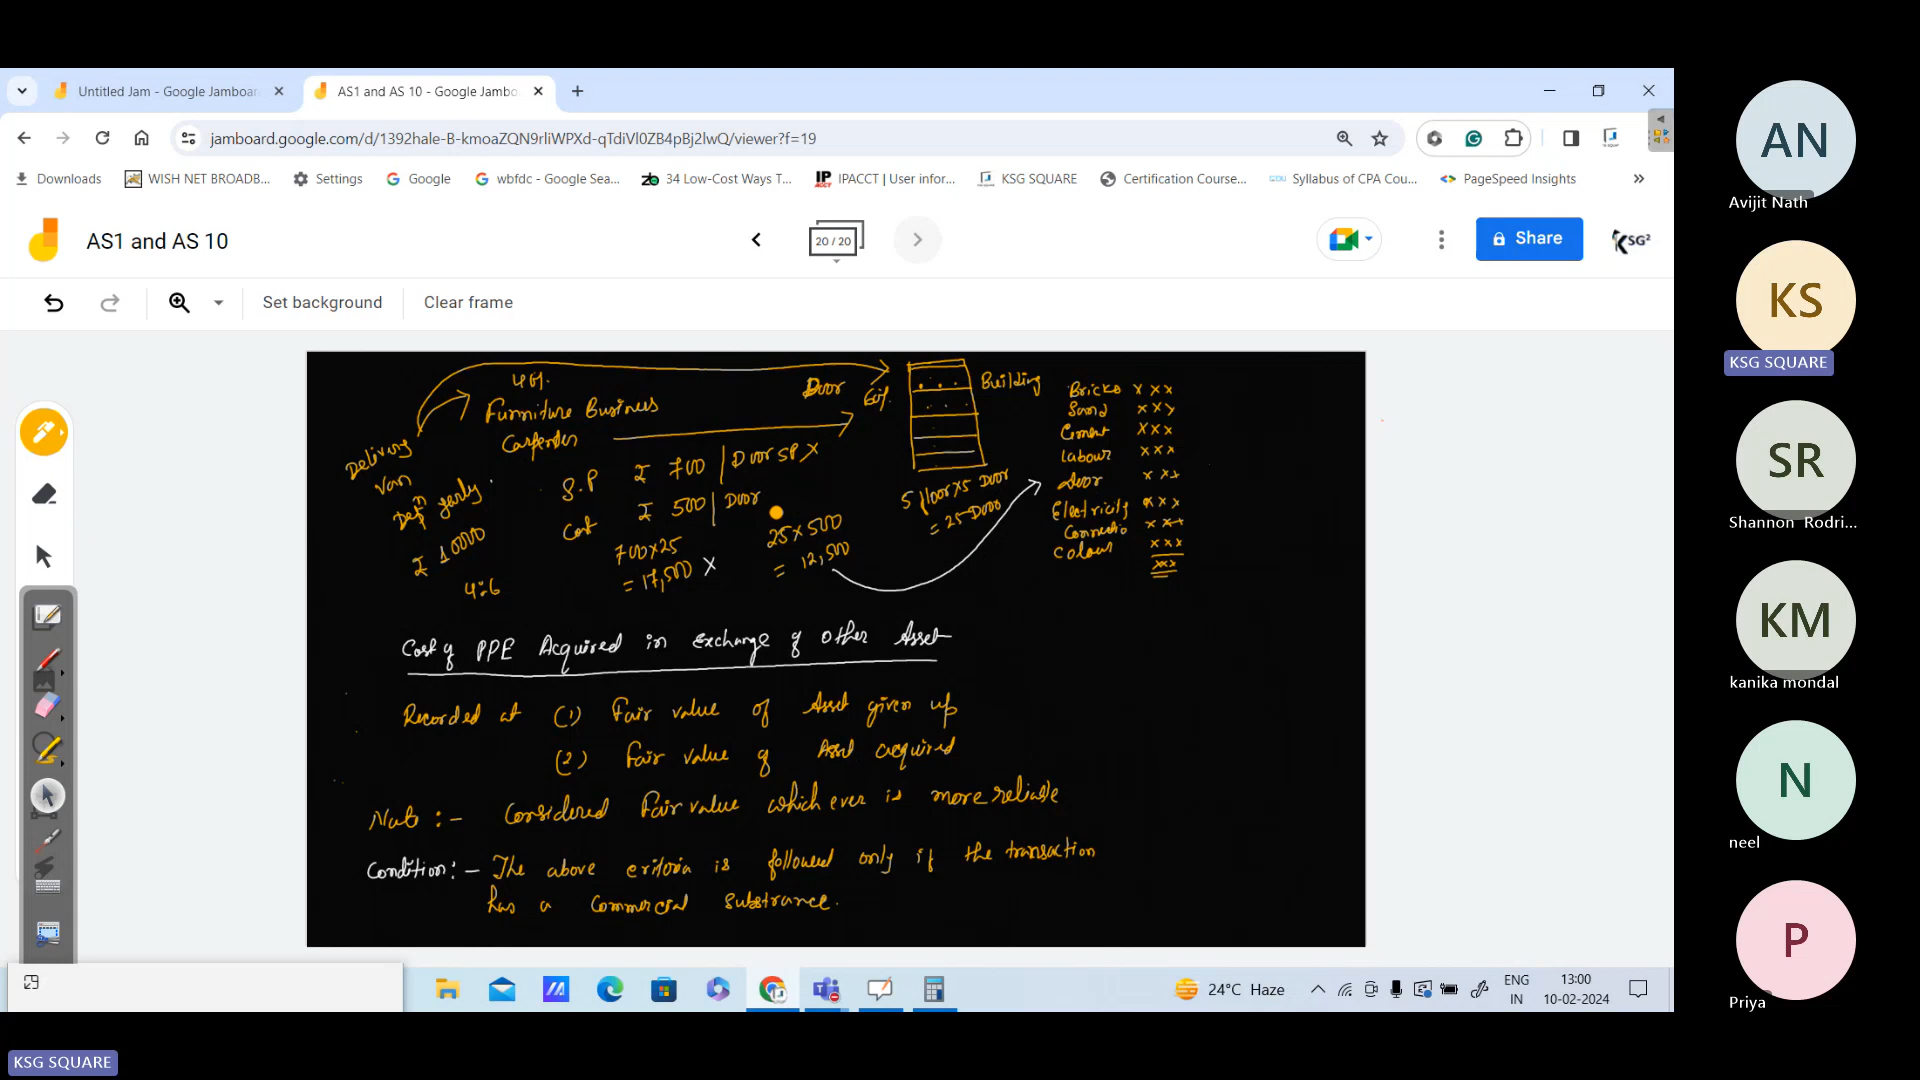 Untitled Jam - Google Jamboar
AS1 and AS 10 - Google Jambo
jamboard.google.com/d/1392hale-B-kmoaZQN9rliWPXd-qTdiVl0ZB4pBj2lwQ/viewer?f=19
Downloads
WISH NET BROADB...
Settings
Google
wbfdc - Google Sea...
34 Low-Cost Ways T...
IPACCT | User infor...
KSG SQUARE
Certification Course...
Syllabus of CPA Cou...
PageSpeed Insights
AS1 and AS 10
20 / 20
Share
KSG²
Set background
Clear frame
Furniture Business
Carpenter
Delivery
Van
₹ 10000
4:6
S.P ₹ 700 | Door SP X
Cost ₹ 500 | Door
700x25
= 17,500 X
25x500
= 12,500
Door
Building
5 floor x 5 Door
= 25 Door
Bricks x x x
Sand x x x
Cement x x x
Labour x x x
Door x x x
Electricity x x x
Connectio x x x
Colour x x x
xxx
Cost of PPE Acquired in exchange of Other Asset
Recorded at (1) Fair value of Asset given up
(2) Fair value of Asset acquired
Note :- Considered Fair value which ever is more reliable
Condition :- The above criteria is followed only if the transaction
has a commercial substrance.
24°C Haze
ENG
IN
13:00
10-02-2024
AN
Avijit Nath
KS
KSG SQUARE
SR
Shannon Rodri...
KM
kanika mondal
N
neel
P
Priya
KSG SQUARE